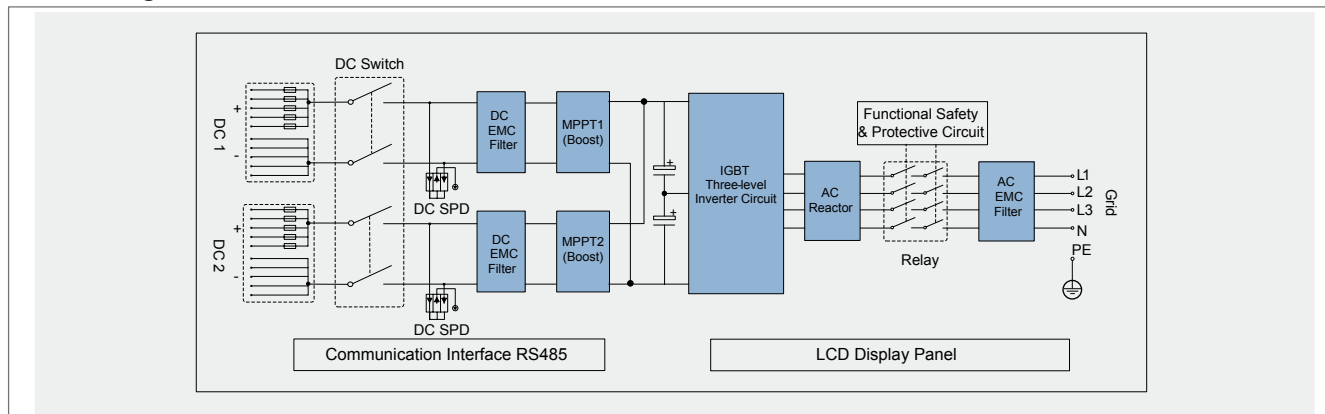 DC Switch
+
DC 1
-
DC SPD
DC
EMC
Filter
MPPT1
(Boost)
+
+
IGBT
Three-level
Inverter Circuit
AC
Reactor
Functional Safety
& Protective Circuit
Relay
AC
EMC
Filter
L1
L2
L3
N
PE
Grid
+
DC 2
-
DC SPD
DC
EMC
Filter
MPPT2
(Boost)
Communication Interface RS485
LCD Display Panel